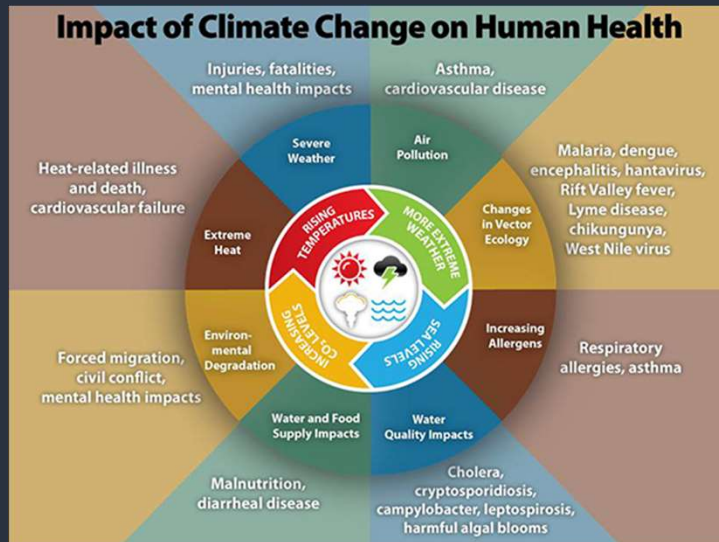 Impact of Climate Change on Human Health
Injuries, fatalities,
mental health impacts
Asthma,
cardiovascular disease
Severe
Weather
Air
Pollution
Heat-related illness
and death,
cardiovascular failure
Extreme
Heat
Malaria, dengue,
encephalitis, hantavirus,
Rift Valley fever,
Lyme disease,
chikungunya,
West Nile virus
Changes
in Vector
Ecology
RISING
TEMPERATURES
MORE EXTREME
WEATHER
RISING
SEA LEVELS
INCREASING
CO₂ LEVELS
Forced migration,
civil conflict,
mental health impacts
Environ-
mental
Degradation
Increasing
Allergens
Respiratory
allergies, asthma
Water and Food
Supply Impacts
Water
Quality Impacts
Malnutrition,
diarrheal disease
Cholera,
cryptosporidiosis,
campylobacter, leptospirosis,
harmful algal blooms